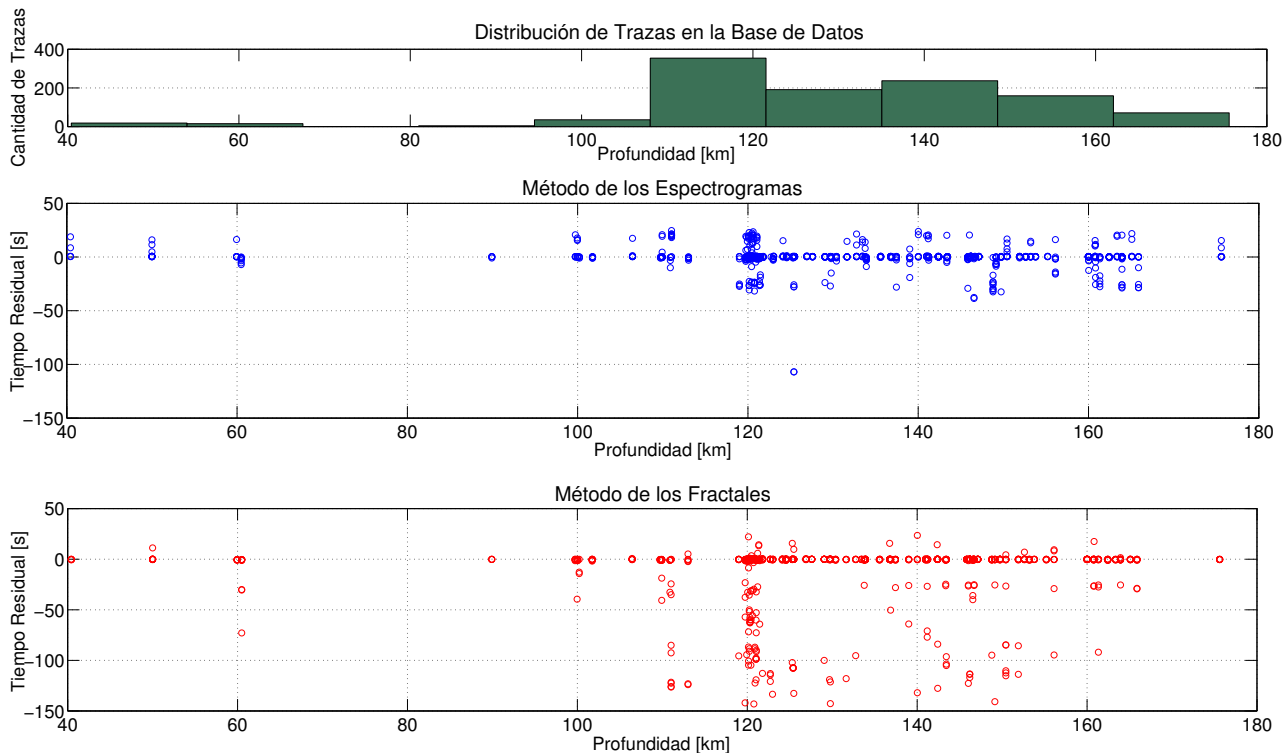 Distribución de Trazas en la Base de Datos
Cantidad de Trazas
400
200
0
40 60 80 100 120 140 160 180
Profundidad [km]
Método de los Espectrogramas
Tiempo Residual [s]
50
0
−50
−100
−150
40 60 80 100 120 140 160 180
Profundidad [km]
Método de los Fractales
Tiempo Residual [s]
50
0
−50
−100
−150
40 60 80 100 120 140 160 180
Profundidad [km]